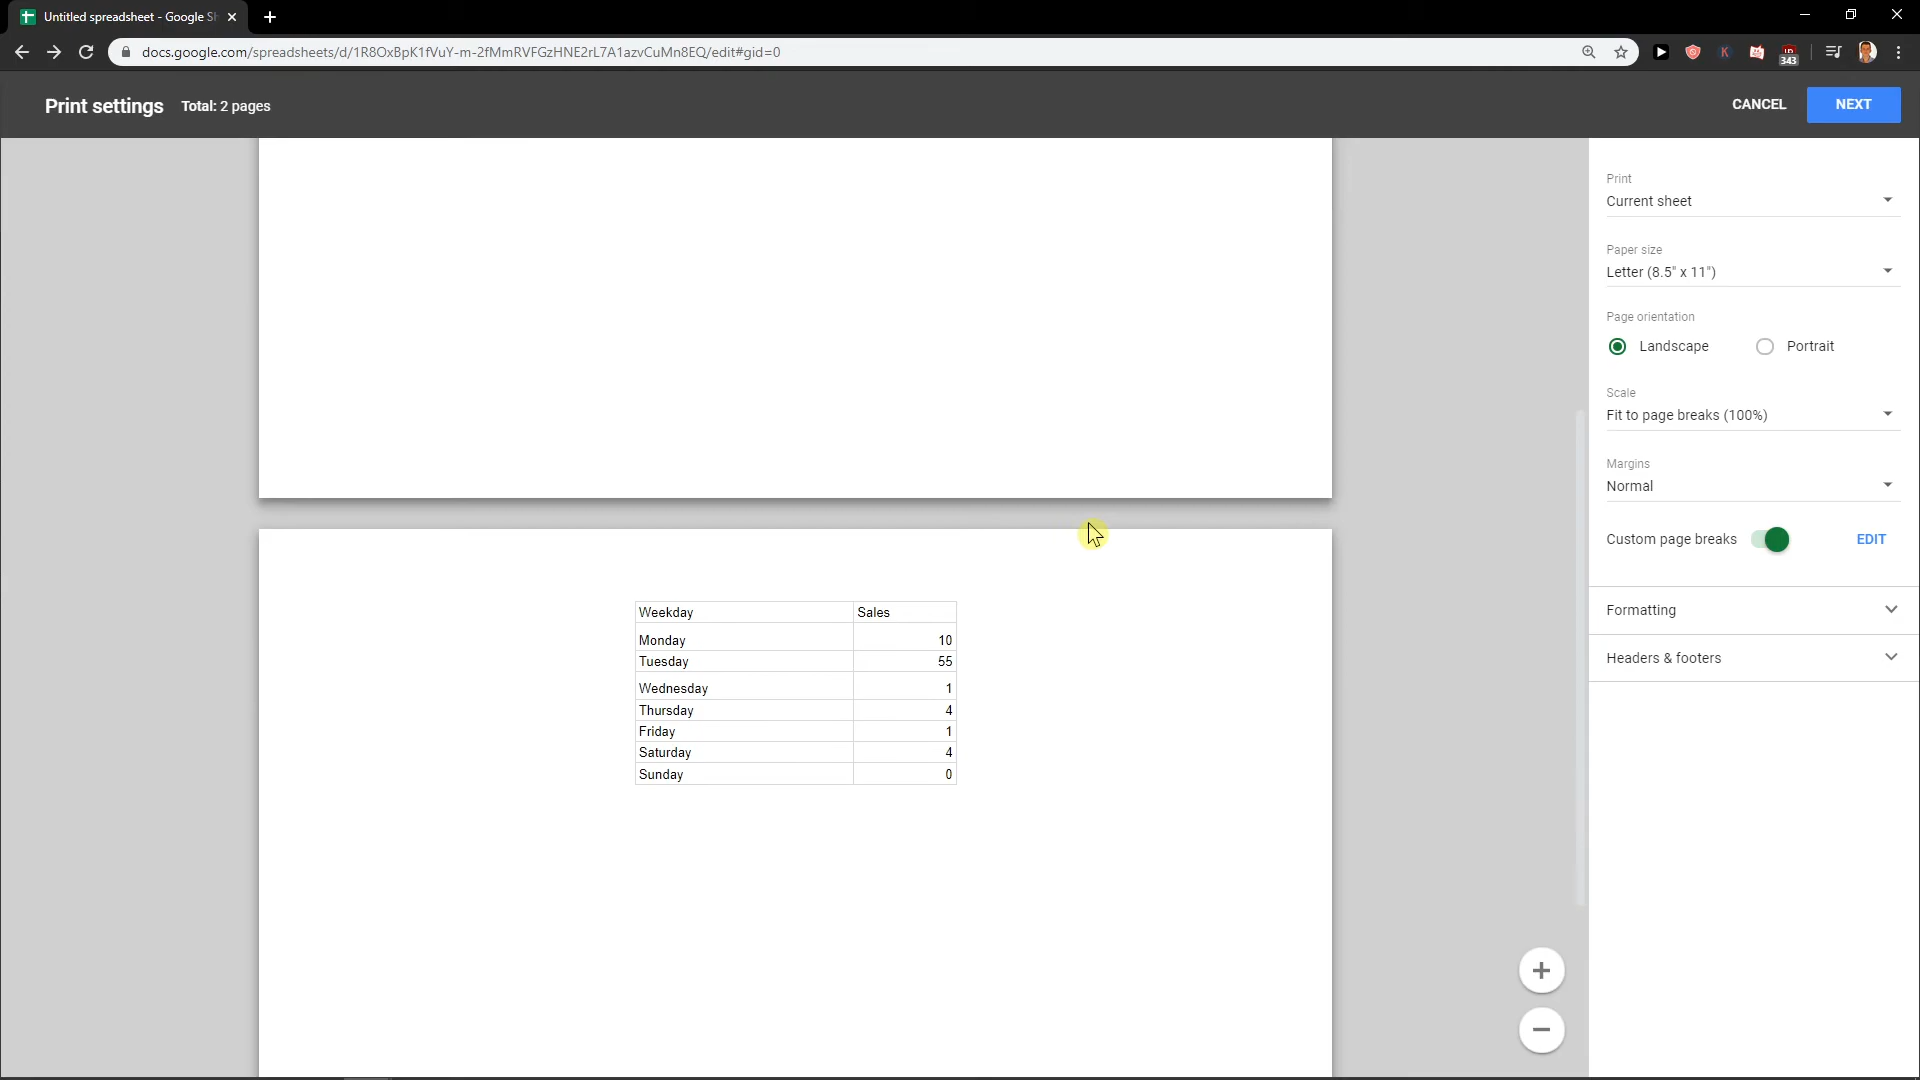 Untitled spreadsheet - Google Sh
docs.google.com/spreadsheets/d/1R8OxBpK1fVuY-m-2fMmRVFGzHNE2rL7A1azvCuMn8EQ/edit#gid=0
K
343
Print settings Total: 2 pages
CANCEL
NEXT
Print
Current sheet
Paper size
Letter (8.5" x 11")
Page orientation
Landscape Portrait
Scale
Fit to page breaks (100%)
Margins
Normal
Custom page breaks EDIT
Formatting
Headers & footers
Weekday Sales
Monday 10
Tuesday 55
Wednesday 1
Thursday 4
Friday 1
Saturday 4
Sunday 0